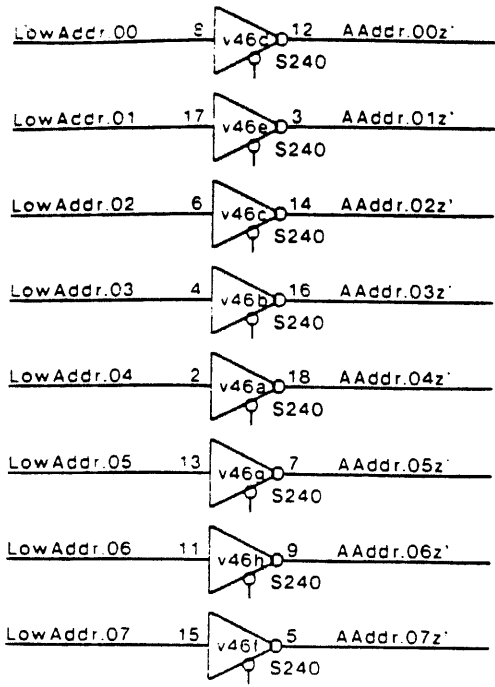 LowAddr.00 8 v46d 12 AAddr.00z'
S240
LowAddr.01 17 v46e 3 AAddr.01z'
S240
LowAddr.02 6 v46c 14 AAddr.02z'
S240
LowAddr.03 4 v46b 16 AAddr.03z'
S240
LowAddr.04 2 v46a 18 AAddr.04z'
S240
LowAddr.05 13 v46g 7 AAddr.05z'
S240
LowAddr.06 11 v46h 9 AAddr.06z'
S240
LowAddr.07 15 v46f 5 AAddr.07z'
S240